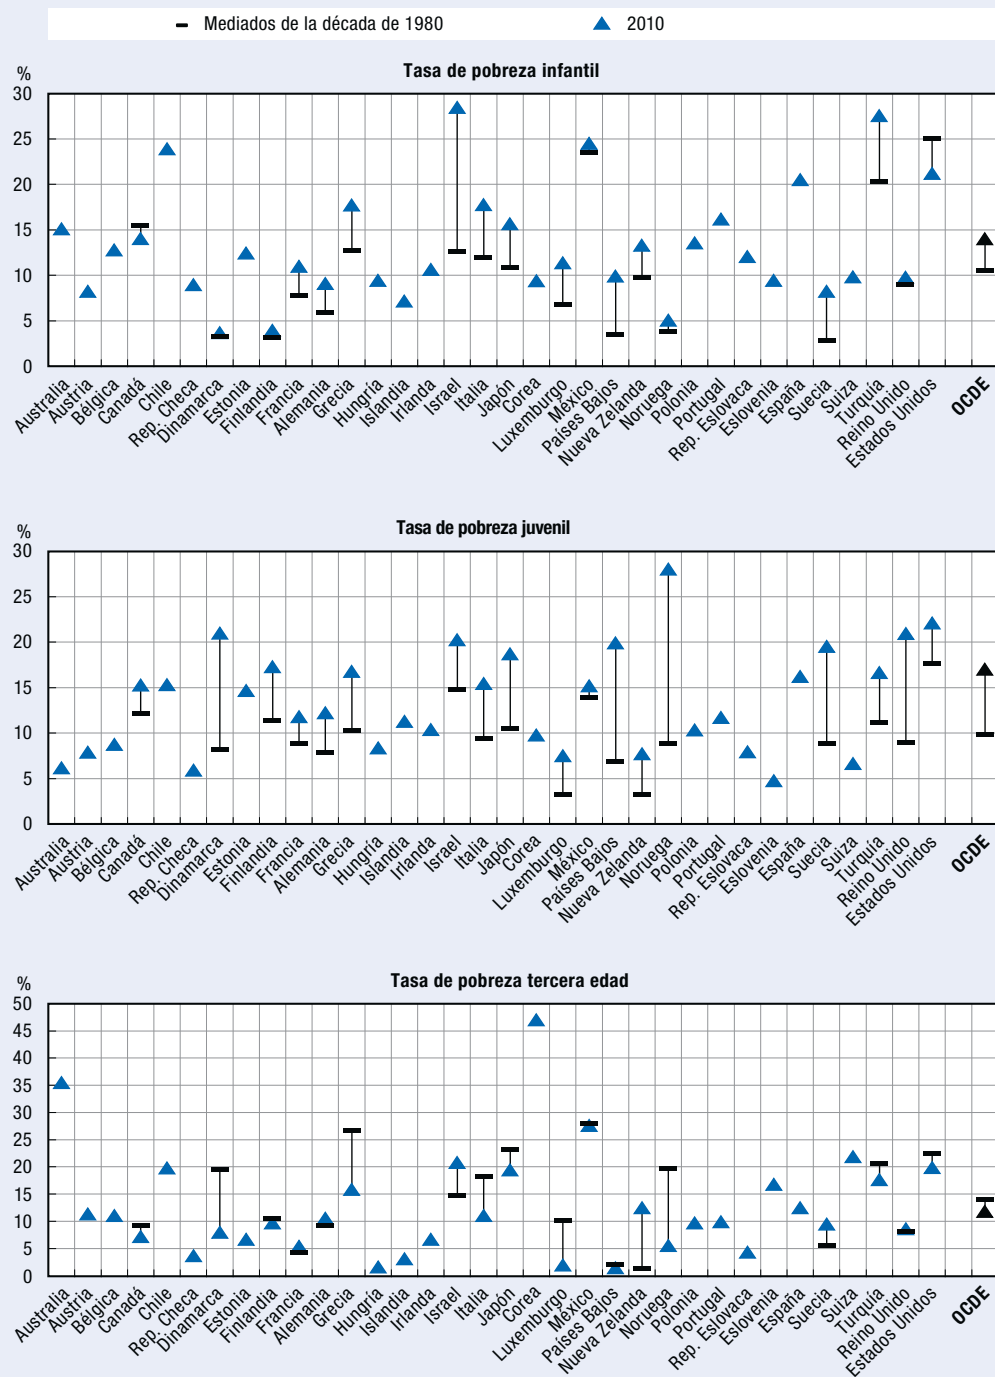 Mediados de la década de 1980
2010
Tasa de pobreza infantil
%
30
25
20
15
10
5
0
Australia
Austria
Bélgica
Canadá
Chile
Rep. Checa
Dinamarca
Estonia
Finlandia
Francia
Alemania
Grecia
Hungría
Islandia
Irlanda
Israel
Italia
Japón
Corea
Luxemburgo
México
Países Bajos
Nueva Zelanda
Noruega
Polonia
Portugal
Rep. Eslovaca
Eslovenia
España
Suecia
Suiza
Turquía
Reino Unido
Estados Unidos
OCDE
Tasa de pobreza juvenil
%
30
25
20
15
10
5
0
Australia
Austria
Bélgica
Canadá
Chile
Rep. Checa
Dinamarca
Estonia
Finlandia
Francia
Alemania
Grecia
Hungría
Islandia
Irlanda
Israel
Italia
Japón
Corea
Luxemburgo
México
Países Bajos
Nueva Zelanda
Noruega
Polonia
Portugal
Rep. Eslovaca
Eslovenia
España
Suecia
Suiza
Turquía
Reino Unido
Estados Unidos
OCDE
Tasa de pobreza tercera edad
%
50
45
40
35
30
25
20
15
10
5
0
Australia
Austria
Bélgica
Canadá
Chile
Rep. Checa
Dinamarca
Estonia
Finlandia
Francia
Alemania
Grecia
Hungría
Islandia
Irlanda
Israel
Italia
Japón
Corea
Luxemburgo
México
Países Bajos
Nueva Zelanda
Noruega
Polonia
Portugal
Rep. Eslovaca
Eslovenia
España
Suecia
Suiza
Turquía
Reino Unido
Estados Unidos
OCDE